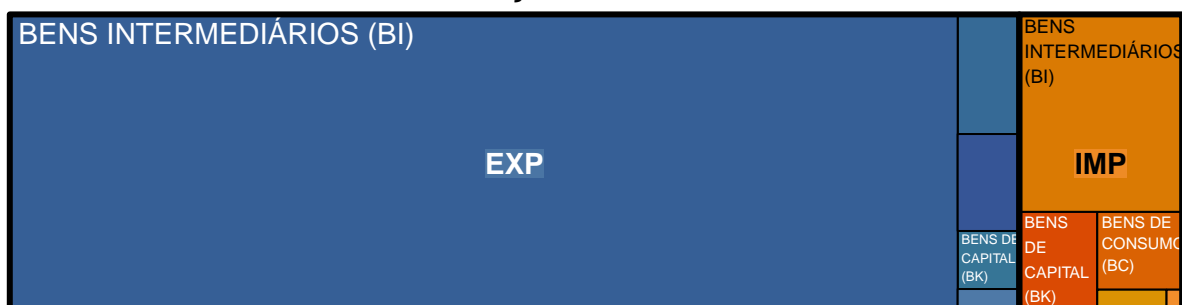 BENS INTERMEDIÁRIOS (BI)
EXP
BENS DE
CAPITAL
(BK)
BENS
INTERMEDIÁRIOS
(BI)
IMP
BENS
DE
CAPITAL
(BK)
BENS DE
CONSUMO
(BC)